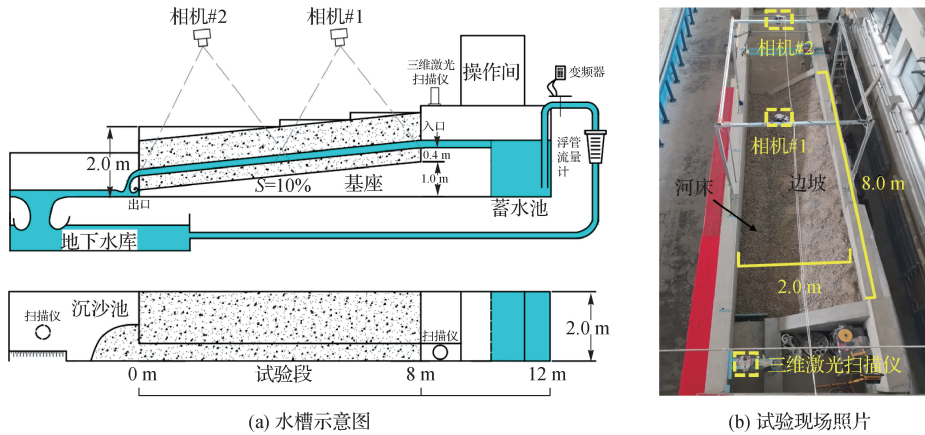 相机#2
相机#1
三维激光
扫描仪
操作间
变频器
2.0 m
入口
0.4 m
1.0 m
S=10%
基座
出口
浮管
流量
计
蓄水池
地下水库
沉沙池
扫描仪
扫描仪
2.0 m
0 m
试验段
8 m
12 m
(a) 水槽示意图
相机#2
相机#1
河床
边坡
8.0 m
2.0 m
三维激光扫描仪
(b) 试验现场照片